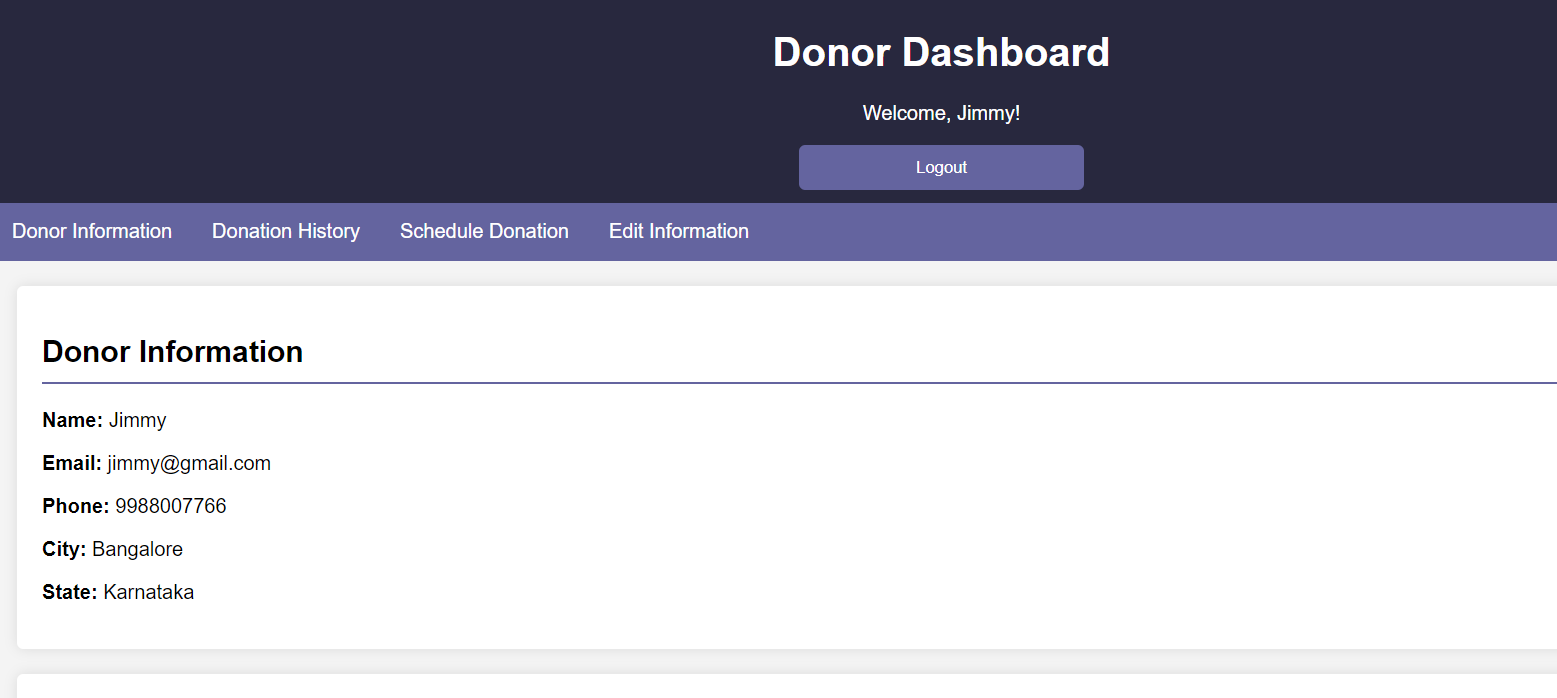 Donor Dashboard
Welcome, Jimmy!
Logout
Donor Information Donation History Schedule Donation Edit Information
Donor Information
Name: Jimmy
Email: jimmy@gmail.com
Phone: 9988007766
City: Bangalore
State: Karnataka